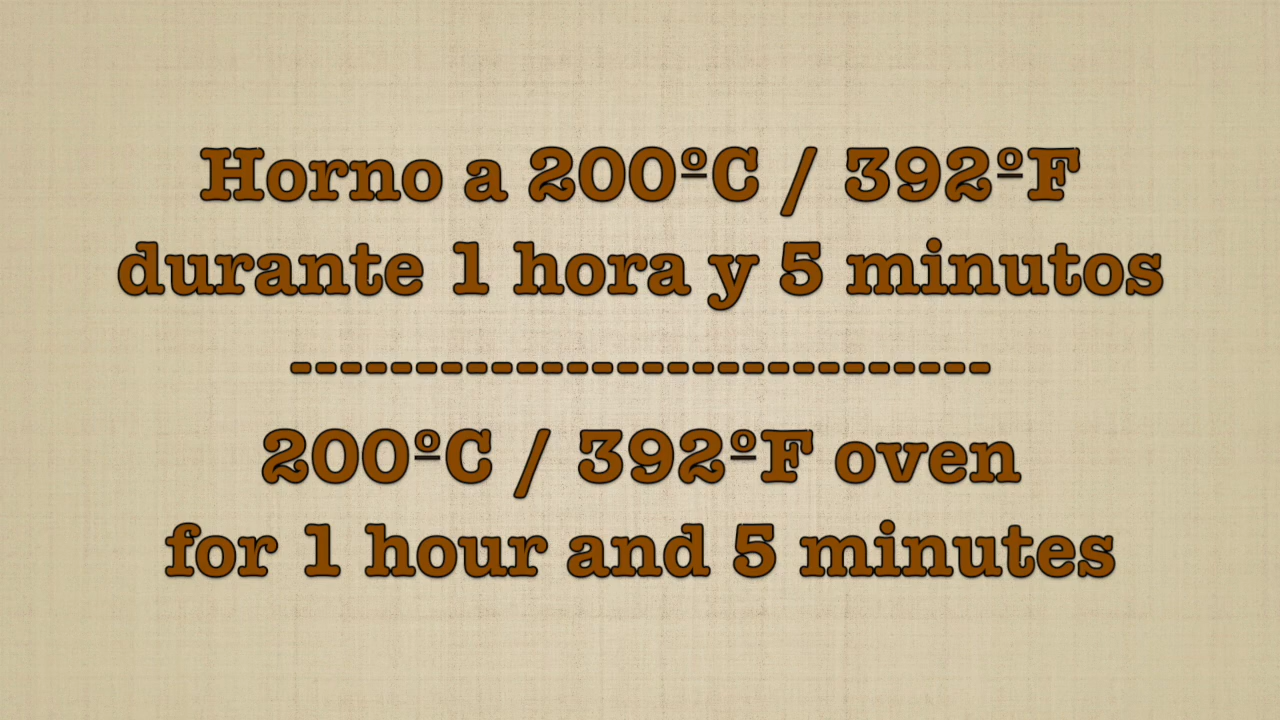 Horno a 200ºC / 392ºF
durante 1 hora y 5 minutos
----------------------------
200ºC / 392ºF oven
for 1 hour and 5 minutes